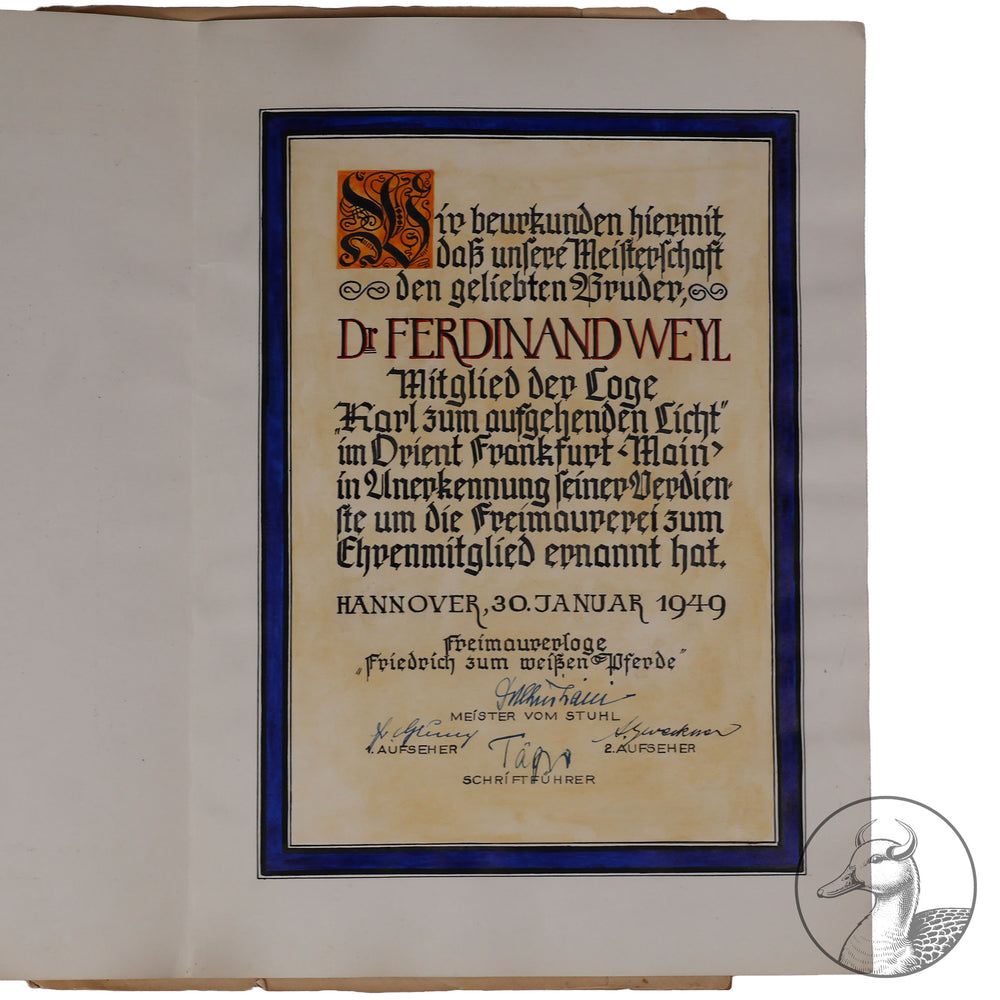 Wir beurkunden hiermit,
daß unsere Meisterschaft
den geliebten Bruder,
Dr FERDINAND WEYL
Mitglied der Loge
„Karl zum aufgehenden Licht"
im Orient Frankfurt <Main>
in Anerkennung seiner Verdien-
ste um die Freimaurerei zum
Ehrenmitglied ernannt hat.
HANNOVER, 30. JANUAR 1949
Freimaurerloge
„Friedrich zum weißen Pferde"
MEISTER VOM STUHL
1. AUFSEHER
2. AUFSEHER
SCHRIFTFÜHRER